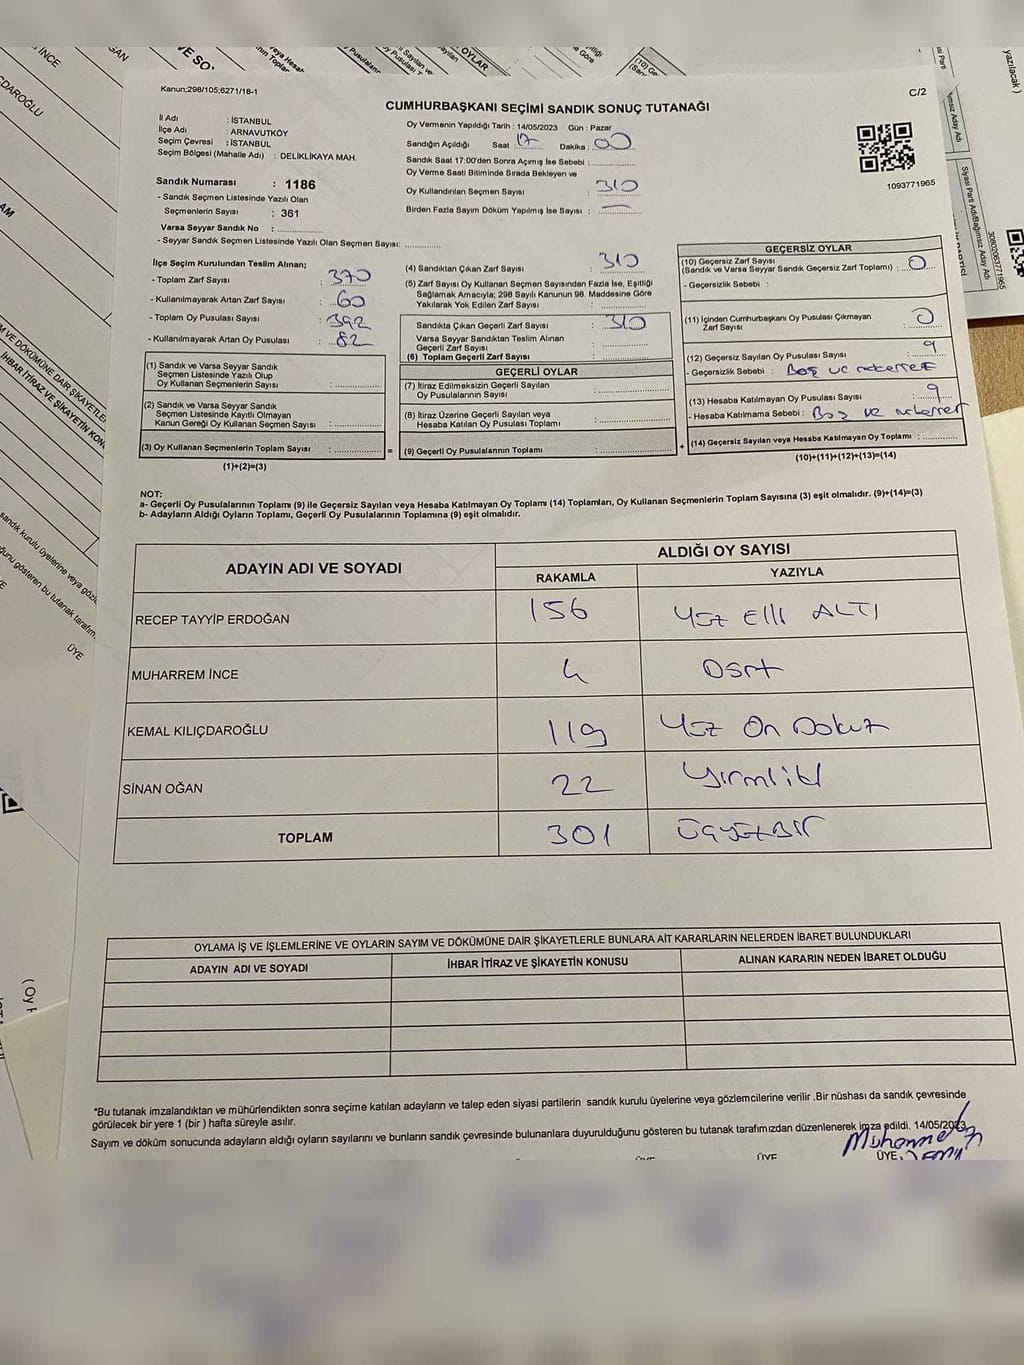 Kanun;298/105;6271/18-1
C/2
CUMHURBAŞKANI SEÇİMİ SANDIK SONUÇ TUTANAĞI
İl Adı : İSTANBUL
İlçe Adı : ARNAVUTKÖY
Seçim Çevresi : İSTANBUL
Seçim Bölgesi (Mahalle Adı) : DELİKLİKAYA MAH.
Sandık Numarası : 1186
- Sandık Seçmen Listesinde Yazılı Olan
Seçmenlerin Sayısı : 361
Varsa Seyyar Sandık No :
- Seyyar Sandık Seçmen Listesinde Yazılı Olan Seçmen Sayısı:
Oy Vermenin Yapıldığı Tarih : 14/05/2023 Gün : Pazar
Sandığın Açıldığı Saat 17 Dakika : 00
Sandık Saat 17:00'den Sonra Açımış İse Sebebi :
Oy Verme Saati Bitiminde Sırada Bekleyen ve
Oy Kullandırılan Seçmen Sayısı : 310
Birden Fazla Sayım Döküm Yapılmış İse Sayısı : —
1093771965
İlçe Seçim Kurulundan Teslim Alınan;
- Toplam Zarf Sayısı : 370
- Kullanılmayarak Artan Zarf Sayısı : 60
- Toplam Oy Pusulası Sayısı : 392
- Kullanılmayarak Artan Oy Pusulası : 82
(1) Sandık ve Varsa Seyyar Sandık
Seçmen Listesinde Yazılı Olup
Oy Kullanan Seçmenlerin Sayısı :
(2) Sandık ve Varsa Seyyar Sandık
Seçmen Listesinde Kayıtlı Olmayan
Kanun Gereği Oy Kullanan Seçmen Sayısı :
(3) Oy Kullanan Seçmenlerin Toplam Sayısı :
(1)+(2)=(3)
(4) Sandıktan Çıkan Zarf Sayısı : 310
(5) Zarf Sayısı Oy Kullanan Seçmen Sayısından Fazla İse, Eşitliği
Sağlamak Amacıyla; 298 Sayılı Kanunun 98. Maddesine Göre
Yakılarak Yok Edilen Zarf Sayısı :
Sandıkta Çıkan Geçerli Zarf Sayısı : 310
Varsa Seyyar Sandıktan Teslim Alınan
Geçerli Zarf Sayısı :
(6) Toplam Geçerli Zarf Sayısı :
GEÇERLİ OYLAR
(7) İtiraz Edilmeksizin Geçerli Sayılan
Oy Pusulalarının Sayısı :
(8) İtiraz Üzerine Geçerli Sayılan veya
Hesaba Katılan Oy Pusulası Toplamı :
= (9) Geçerli Oy Pusulalarının Toplamı :
GEÇERSİZ OYLAR
(10) Geçersiz Zarf Sayısı
(Sandık ve Varsa Seyyar Sandık Geçersiz Zarf Toplamı) : 0
- Geçersizlik Sebebi :
(11) İçinden Cumhurbaşkanı Oy Pusulası Çıkmayan
Zarf Sayısı : 0
(12) Geçersiz Sayılan Oy Pusulası Sayısı : 9
- Geçersizlik Sebebi : Boş ve
(13) Hesaba Katılmayan Oy Pusulası Sayısı : 9
- Hesaba Katılmama Sebebi : Boş ve
+ (14) Geçersiz Sayılan veya Hesaba Katılmayan Oy Toplamı :
(10)+(11)+(12)+(13)=(14)
NOT:
a- Geçerli Oy Pusulalarının Toplamı (9) ile Geçersiz Sayılan veya Hesaba Katılmayan Oy Toplamı (14) Toplamları, Oy Kullanan Seçmenlerin Toplam Sayısına (3) eşit olmalıdır. (9)+(14)=(3)
b- Adayların Aldığı Oyların Toplamı, Geçerli Oy Pusulalarının Toplamına (9) eşit olmalıdır.
ADAYIN ADI VE SOYADI
ALDIĞI OY SAYISI
RAKAMLA YAZIYLA
RECEP TAYYİP ERDOĞAN 156 Yüz Elli ALTI
MUHARREM İNCE 4 Dört
KEMAL KILIÇDAROĞLU 119 Yüz On Dokuz
SİNAN OĞAN 22 Yirmiiki
TOPLAM 301 ÜçyüzBir
OYLAMA İŞ VE İŞLEMLERİNE VE OYLARIN SAYIM VE DÖKÜMÜNE DAİR ŞİKAYETLERLE BUNLARA AİT KARARLARIN NELERDEN İBARET BULUNDUKLARI
ADAYIN ADI VE SOYADI İHBAR İTİRAZ VE ŞİKAYETİN KONUSU ALINAN KARARIN NEDEN İBARET OLDUĞU
*Bu tutanak imzalandıktan ve mühürlendikten sonra seçime katılan adayların ve talep eden siyasi partilerin sandık kurulu üyelerine veya gözlemcilerine verilir .Bir nüshası da sandık çevresinde
görülecek bir yere 1 (bir ) hafta süreyle asılır.
Sayım ve döküm sonucunda adayların aldığı oyların sayılarını ve bunların sandık çevresinde bulunanlara duyurulduğunu gösteren bu tutanak tarafımızdan düzenlenerek imza edildi. 14/05/2023
ÜYE ÜYE ÜYE